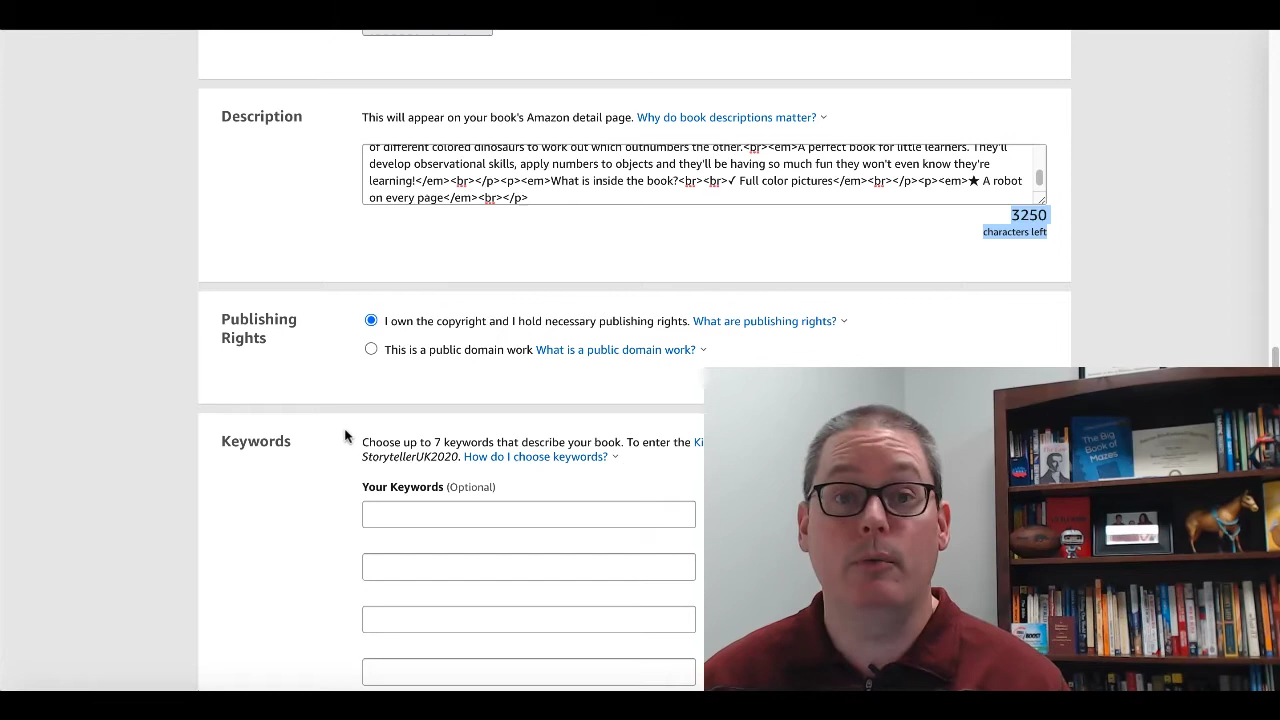 Description
This will appear on your book's Amazon detail page. Why do book descriptions matter?
of different colored dinosaurs to work out which outnumbers the other.<br><em>A perfect book for little learners. They'll
develop observational skills, apply numbers to objects and they'll be having so much fun they won't even know they're
learning!</em><br></p><p><em>What is inside the book?<br><br>✓ Full color pictures</em><br></p><p><em>★ A robot
on every page</em><br></p>
3250
characters left
Publishing
Rights
I own the copyright and I hold necessary publishing rights. What are publishing rights?
This is a public domain work What is a public domain work?
Keywords
Choose up to 7 keywords that describe your book. To enter the Ki
StorytellerUK2020. How do I choose keywords?
Your Keywords (Optional)
The Big
Book of
Mazes